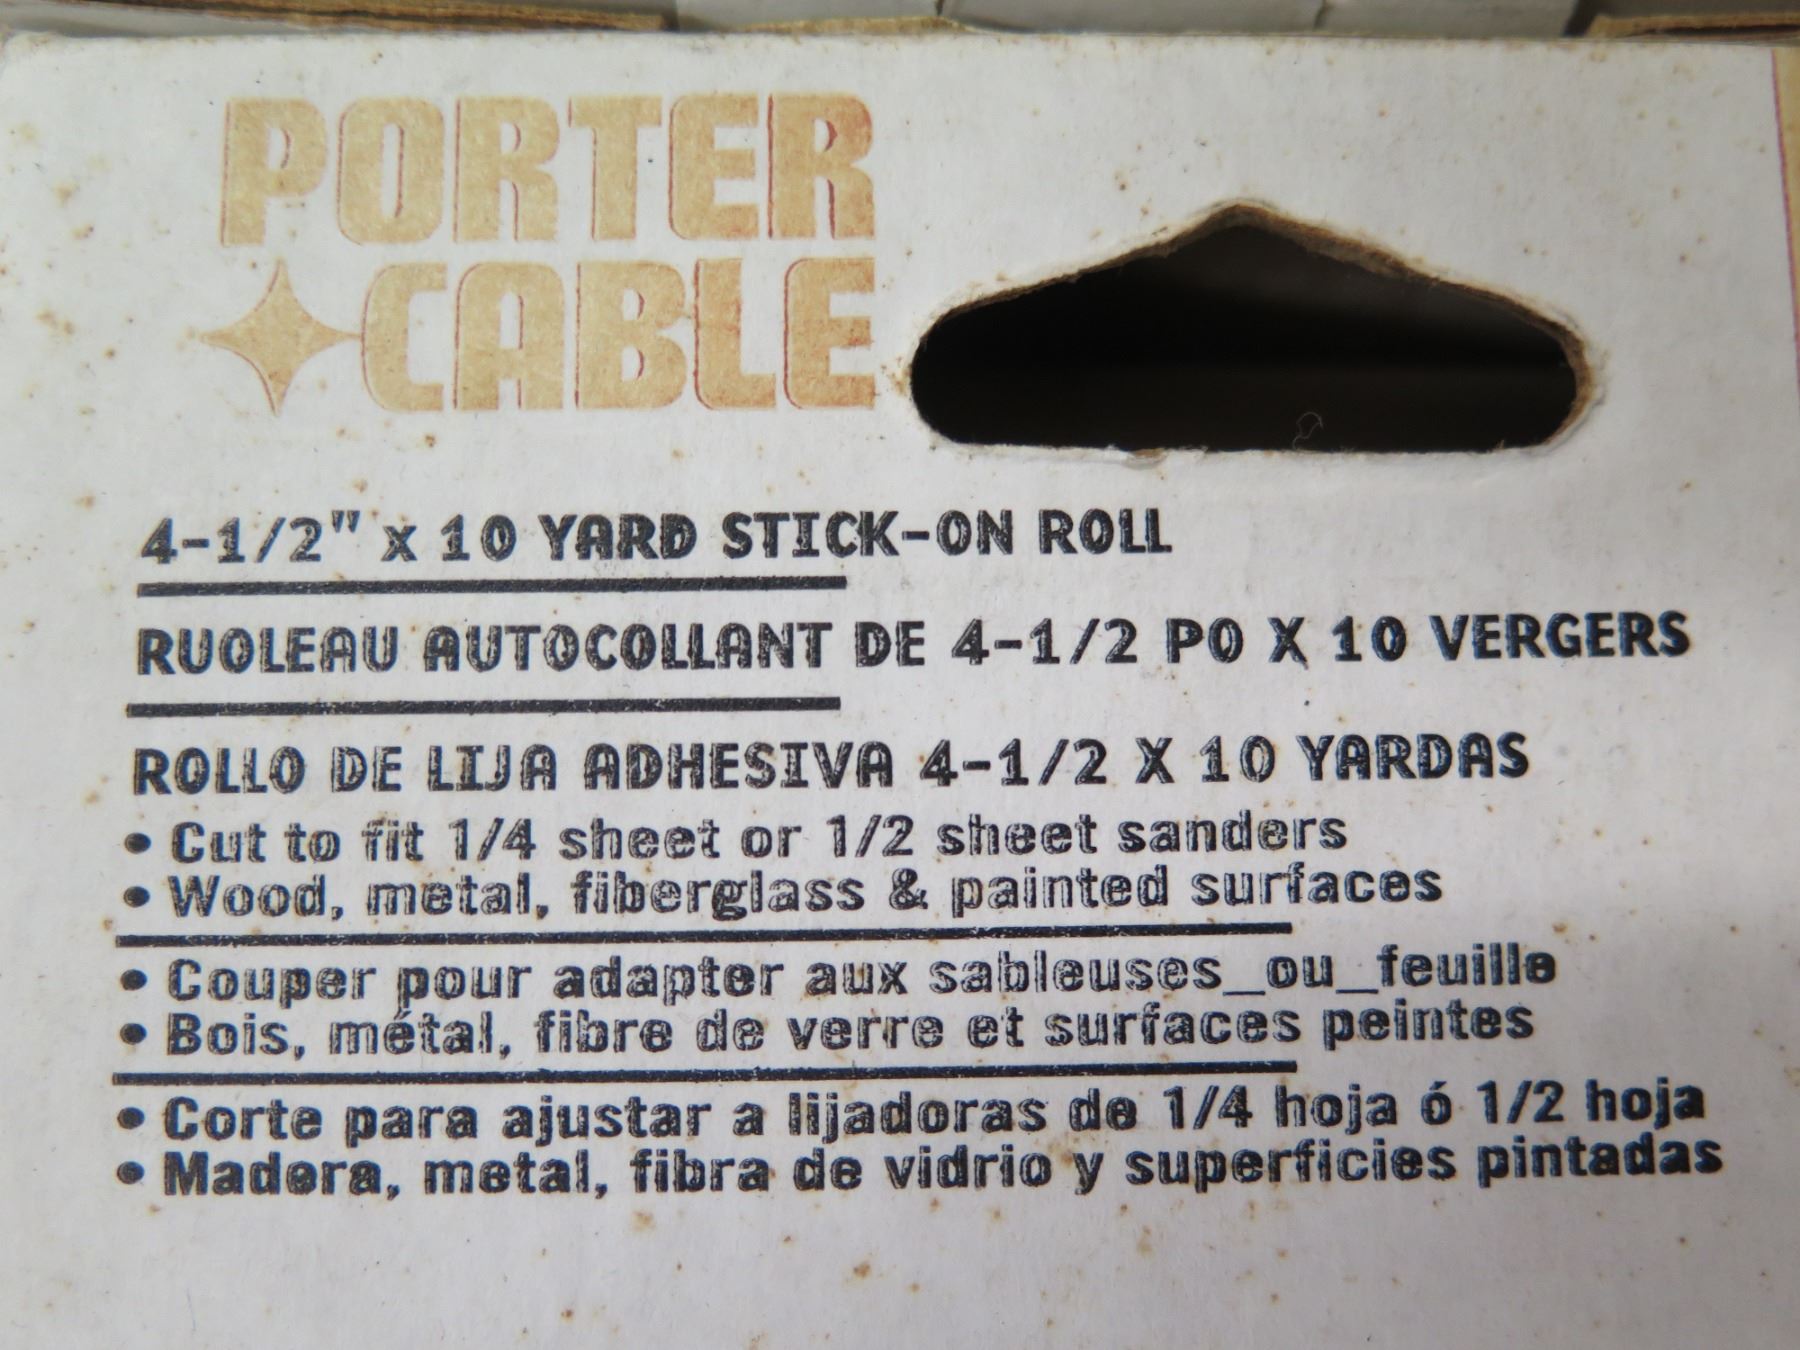 PORTER
CABLE
4-1/2" x 10 YARD STICK-ON ROLL
RUOLEAU AUTOCOLLANT DE 4-1/2 PO X 10 VERGERS
ROLLO DE LIJA ADHESIVA 4-1/2 X 10 YARDAS
• Cut to fit 1/4 sheet or 1/2 sheet sanders
• Wood, metal, fiberglass & painted surfaces
• Couper pour adapter aux sableuses_ou_feuille
• Bois, métal, fibre de verre et surfaces peintes
• Corte para ajustar a lijadoras de 1/4 hoja ó 1/2 hoja
• Madera, metal, fibra de vidrio y superficies pintadas